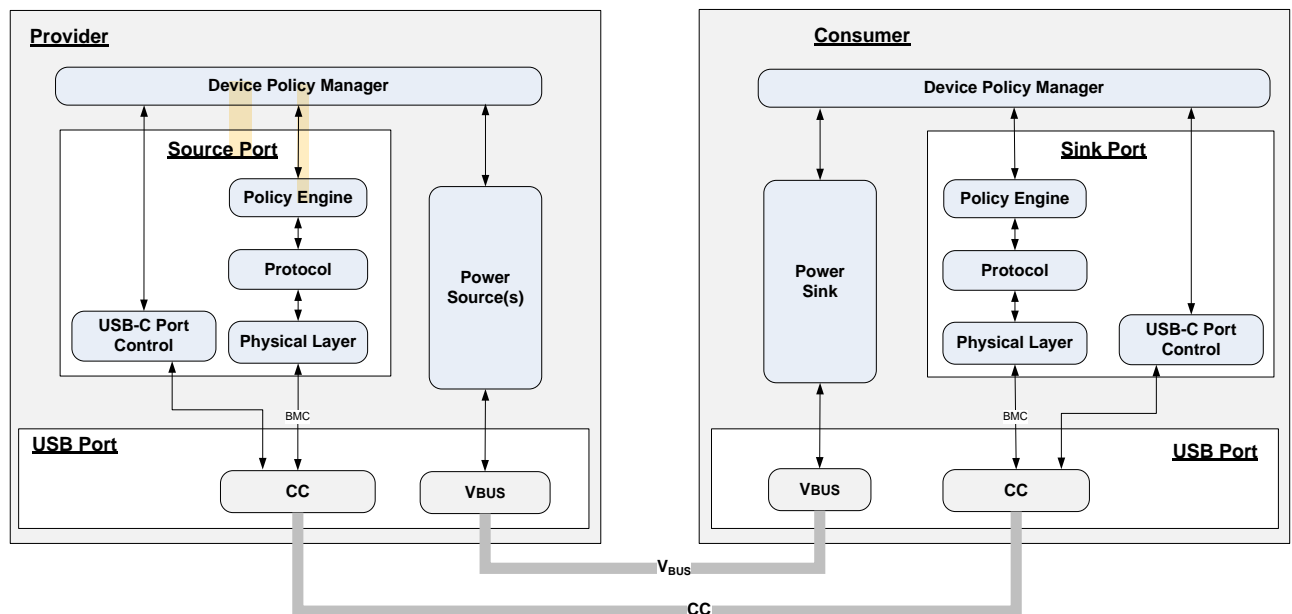 Provider
Device Policy Manager
Source Port
Policy Engine
Protocol
Physical Layer
USB-C Port
Control
Power
Source(s)
BMC
USB Port
CC
VBUS
Consumer
Device Policy Manager
Sink Port
Power
Sink
Policy Engine
Protocol
Physical Layer
USB-C Port
Control
BMC
USB Port
VBUS
CC
VBUS
CC